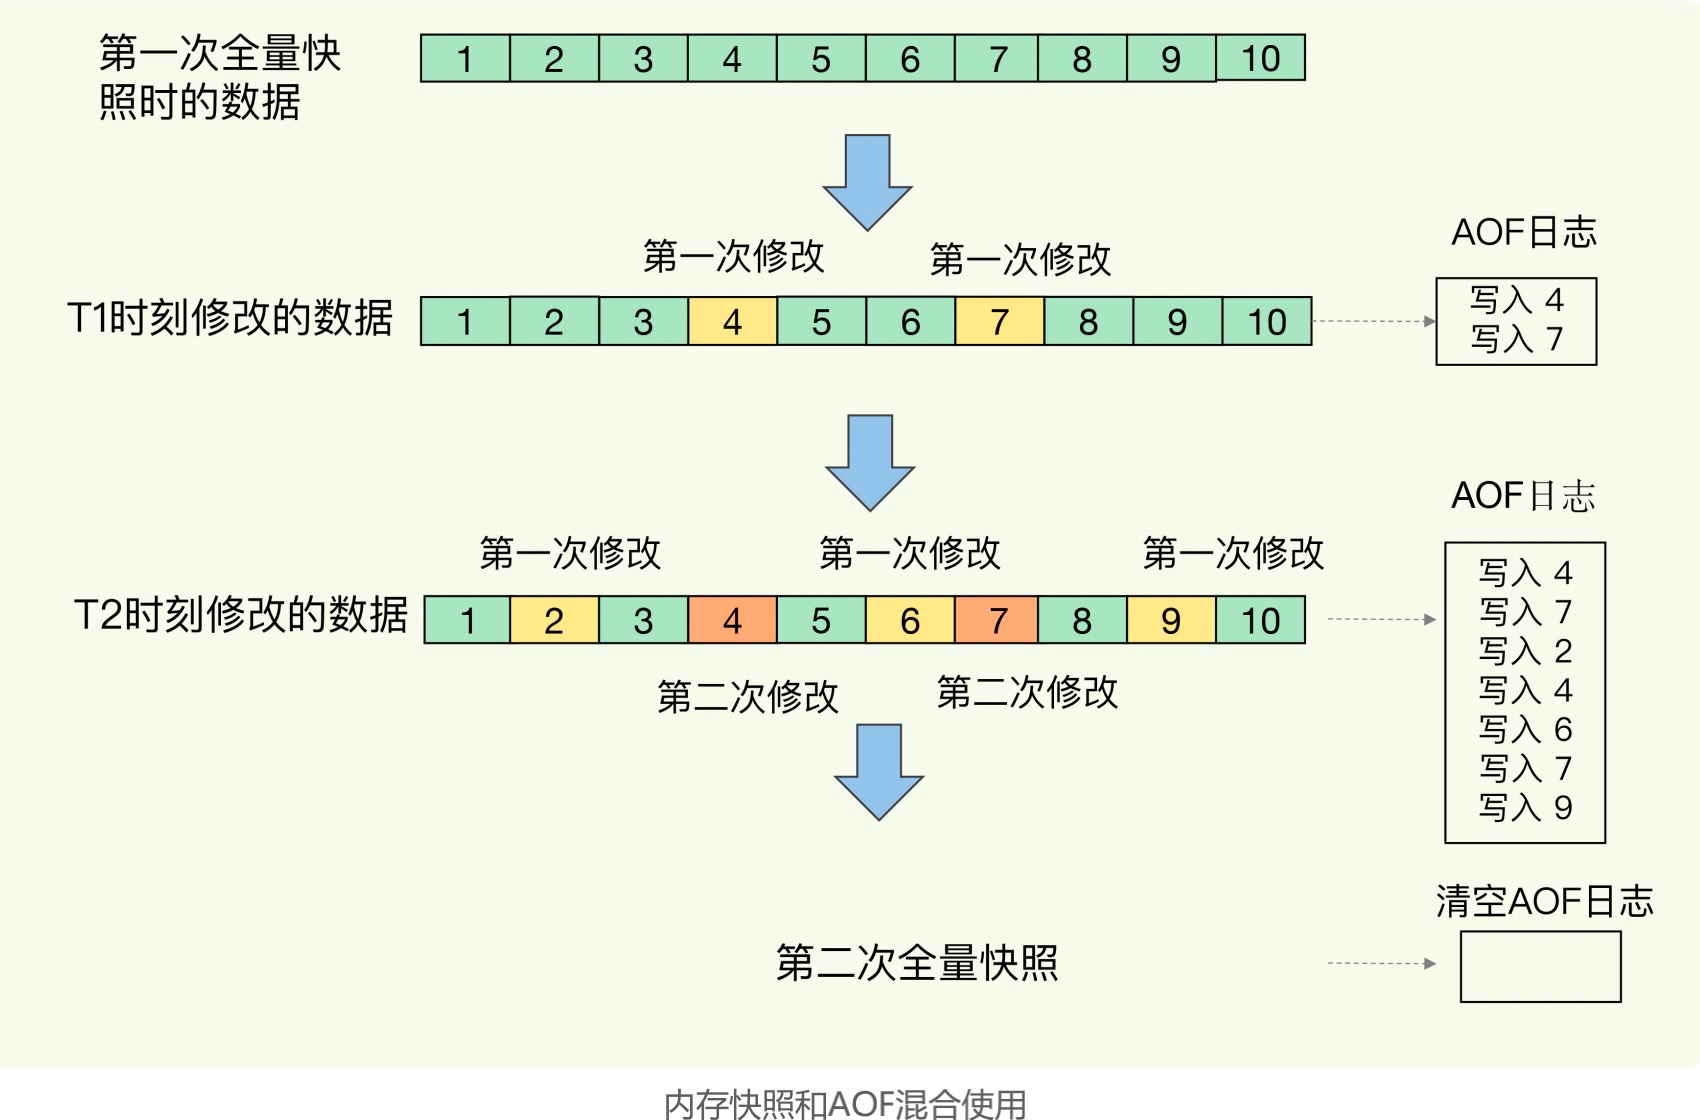 第一次全量快
照时的数据
1 2 3 4 5 6 7 8 9 10
第一次修改 第一次修改
AOF日志
T1时刻修改的数据
1 2 3 4 5 6 7 8 9 10
写入 4
写入 7
AOF日志
第一次修改 第一次修改 第一次修改
T2时刻修改的数据
1 2 3 4 5 6 7 8 9 10
第二次修改 第二次修改
写入 4
写入 7
写入 2
写入 4
写入 6
写入 7
写入 9
清空AOF日志
第二次全量快照
内存快照和AOF混合使用